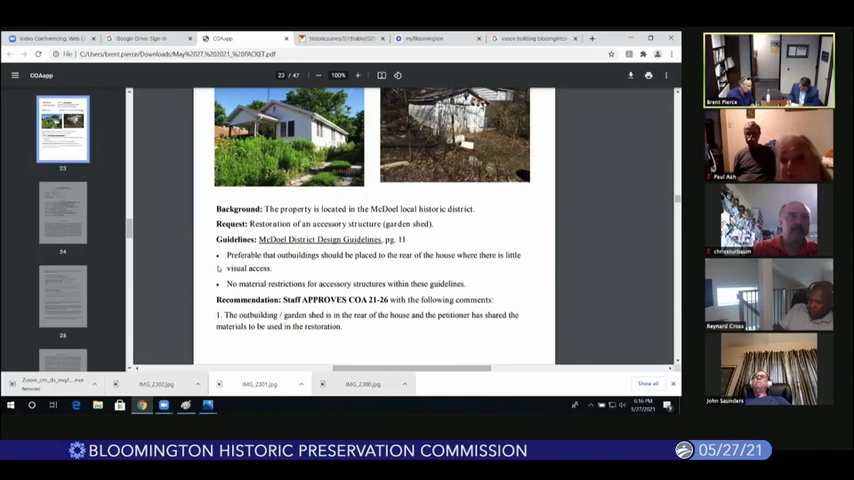 Video Conferencing, Web C
Google Drive: Sign-in
COAapp
myBloomington
File
C:/Users/brent.pierce/Downloads/May%2027,%202021_%20PACKET.pdf
COAapp
23 / 47
100%
23
24
25
Background: The property is located in the McDoel local historic district.
Request: Restoration of an accessory structure (garden shed).
Guidelines: McDoel District Design Guidelines, pg. 11
• Preferable that outbuildings should be placed to the rear of the house where there is little
visual access.
• No material restrictions for accessory structures within these guidelines.
Recommendation: Staff APPROVES COA 21-26 with the following comments:
1. The outbuilding / garden shed is in the rear of the house and the petitioner has shared the
materials to be used in the restoration.
IMG_2302.jpg
IMG_2301.jpg
IMG_2300.jpg
Show all
6:16 PM
5/27/2021
Brent Pierce
Paul Ash
Reynard Cross
John Saunders
BLOOMINGTON HISTORIC PRESERVATION COMMISSION
05/27/21